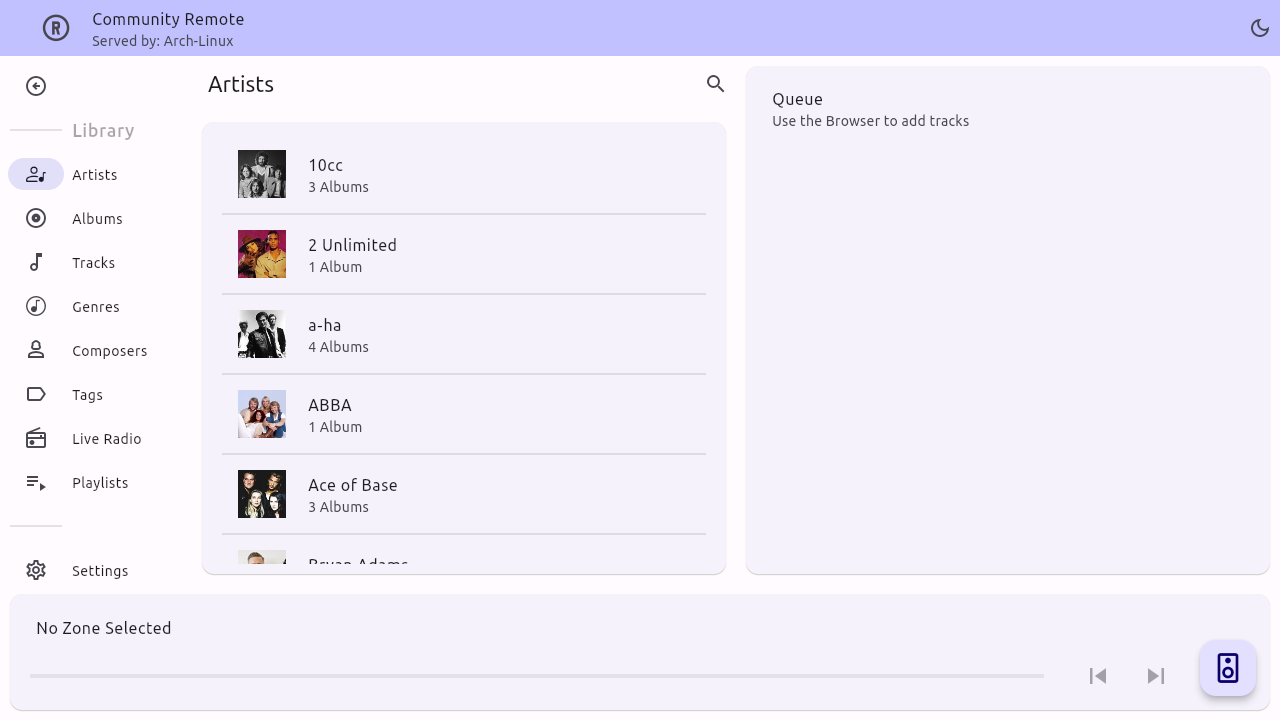 Community Remote
Served by: Arch-Linux
Library
Artists
Albums
Tracks
Genres
Composers
Tags
Live Radio
Playlists
Settings
Artists
10cc
3 Albums
2 Unlimited
1 Album
a-ha
4 Albums
ABBA
1 Album
Ace of Base
3 Albums
Bryan Adams
Queue
Use the Browser to add tracks
No Zone Selected